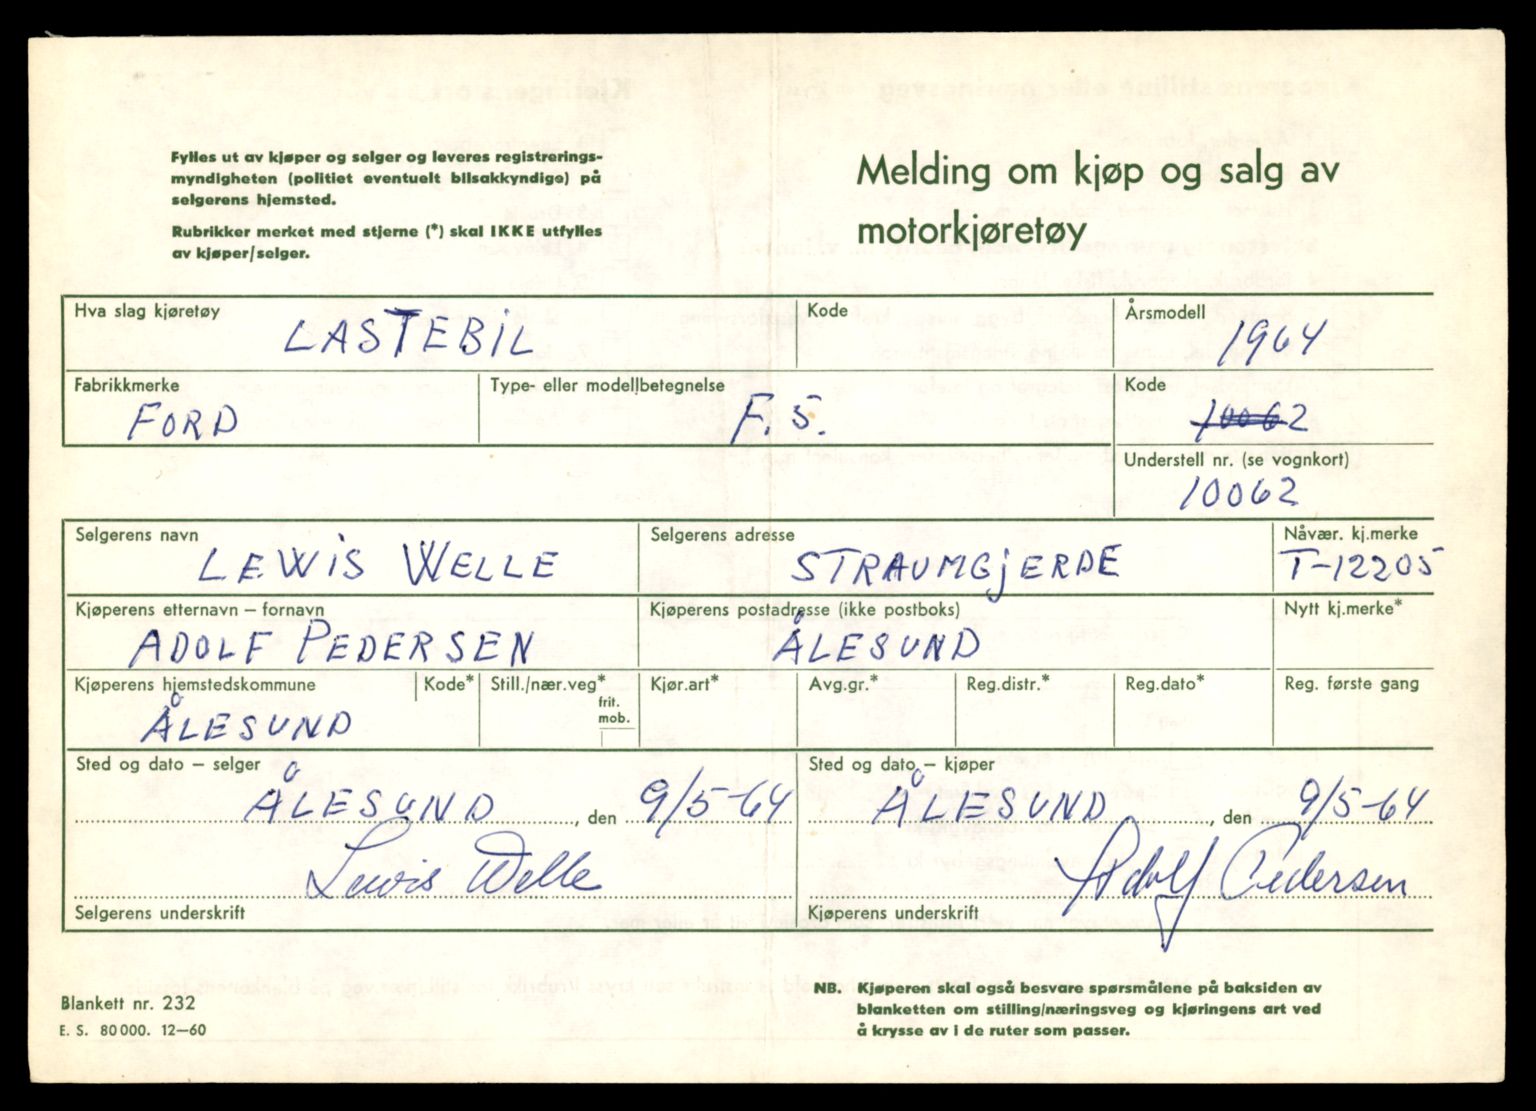 Fylles ut av kjøper og selger og leveres registrerings-
myndigheten (politiet eventuelt bilsakkyndige) på
selgerens hjemsted.
Rubrikker merket med stjerne (*) skal IKKE utfylles
av kjøper/selger.
Melding om kjøp og salg av
motorkjøretøy
Hva slag kjøretøy
LASTEBIL
Kode
Årsmodell
1964
Fabrikkmerke
FORD
Type- eller modellbetegnelse
F. 5.
Kode
10062
Understell nr. (se vognkort)
10062
Selgerens navn
LEWIS WELLE
Selgerens adresse
STRAUMGJERDE
Nåvær. kj.merke
T-12205
Kjøperens etternavn – fornavn
ADOLF PEDERSEN
Kjøperens postadresse (ikke postboks)
ÅLESUND
Nytt kj.merke*
Kjøperens hjemstedskommune
ÅLESUND
Kode*
Still./nær.veg*
frit.
mob.
Kjør.art*
Avg.gr.*
Reg.distr.*
Reg.dato*
Reg. første gang
Sted og dato – selger
ÅLESUND, den 9/5-64
Lewis Welle
Selgerens underskrift
Sted og dato – kjøper
ÅLESUND, den 9/5-64
Adolf Pedersen
Kjøperens underskrift
Blankett nr. 232
E. S. 80 000. 12–60
NB. Kjøperen skal også besvare spørsmålene på baksiden av
blanketten om stilling/næringsveg og kjøringens art ved
å krysse av i de ruter som passer.